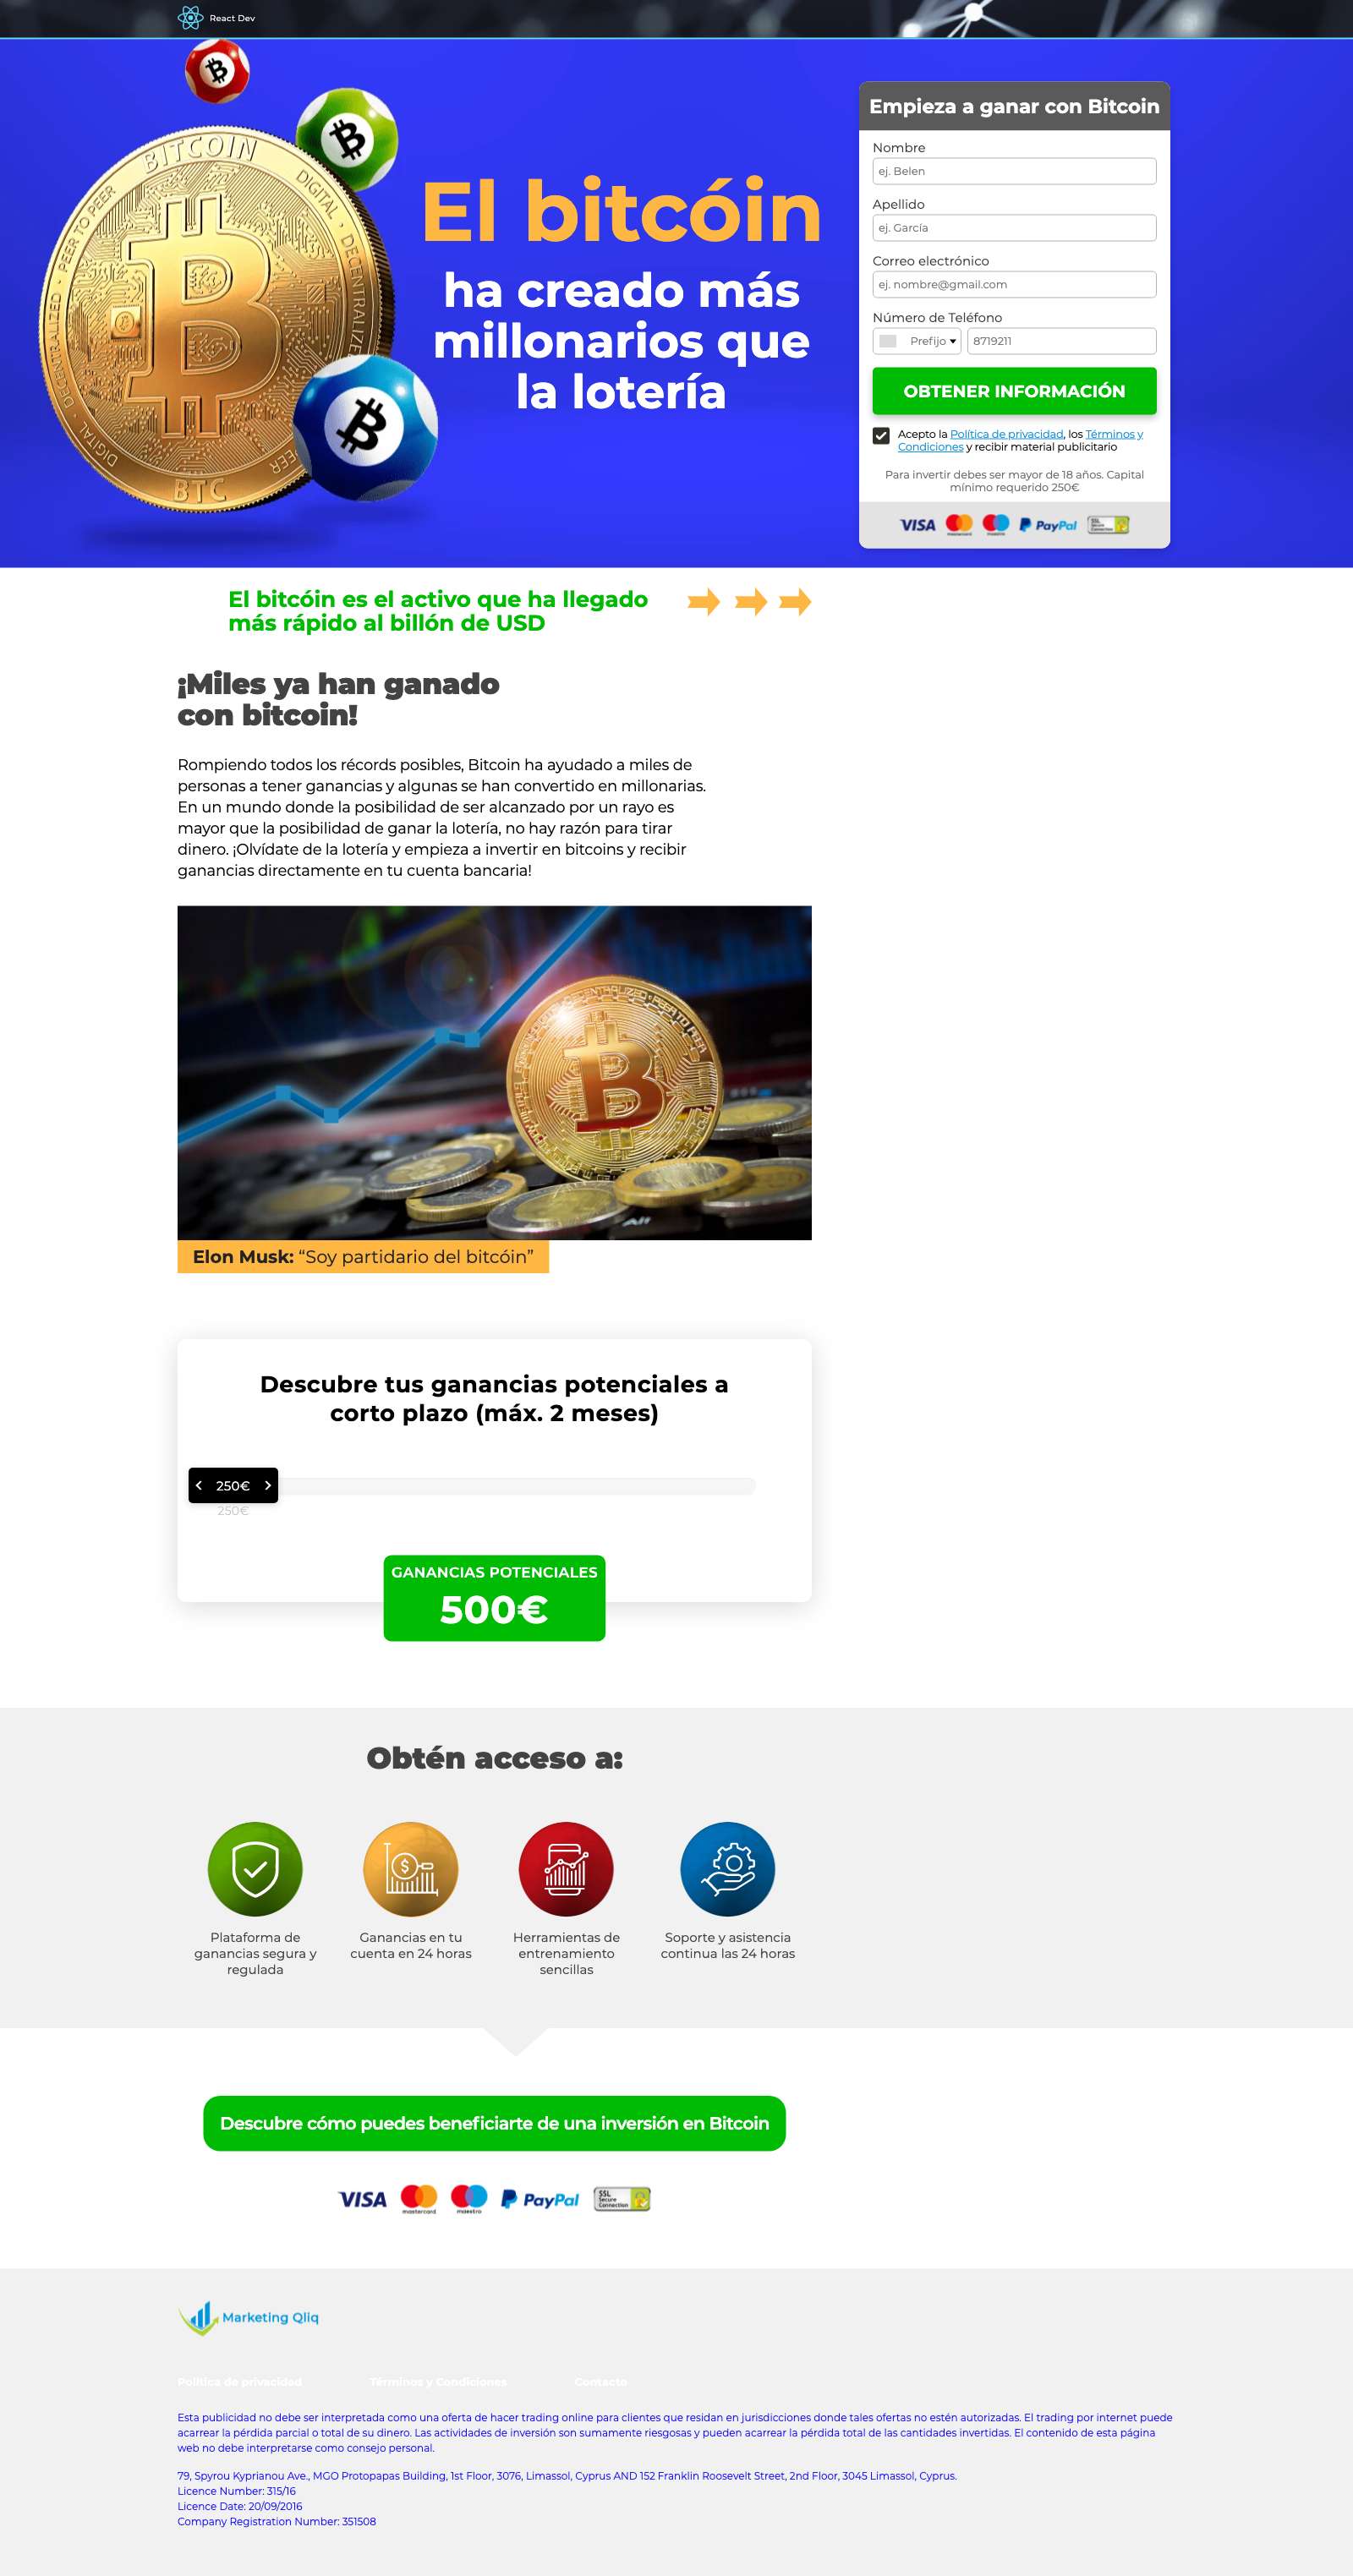 React Dev
El bitcóin
ha creado más
millonarios que
la lotería
BITCOIN
DIGITAL · DECENTRALIZED
DIGITAL · DECENTRALIZED · PEER TO PEER
PEER
BTC
Empieza a ganar con Bitcoin
Nombre
ej. Belen
Apellido
ej. García
Correo electrónico
ej. nombre@gmail.com
Número de Teléfono
Prefijo
8719211
OBTENER INFORMACIÓN
Acepto la Política de privacidad, los Términos y
Condiciones y recibir material publicitario
Para invertir debes ser mayor de 18 años. Capital
mínimo requerido 250€
VISA mastercard maestro PayPal SSL Secure Connection
El bitcóin es el activo que ha llegado
más rápido al billón de USD
¡Miles ya han ganado
con bitcoin!
Rompiendo todos los récords posibles, Bitcoin ha ayudado a miles de
personas a tener ganancias y algunas se han convertido en millonarias.
En un mundo donde la posibilidad de ser alcanzado por un rayo es
mayor que la posibilidad de ganar la lotería, no hay razón para tirar
dinero. ¡Olvídate de la lotería y empieza a invertir en bitcoins y recibir
ganancias directamente en tu cuenta bancaria!
Elon Musk: “Soy partidario del bitcóin”
Descubre tus ganancias potenciales a
corto plazo (máx. 2 meses)
250€
250€
GANANCIAS POTENCIALES
500€
Obtén acceso a:
Plataforma de
ganancias segura y
regulada
Ganancias en tu
cuenta en 24 horas
Herramientas de
entrenamiento
sencillas
Soporte y asistencia
continua las 24 horas
Descubre cómo puedes beneficiarte de una inversión en Bitcoin
VISA mastercard maestro PayPal SSL Secure Connection
Marketing Qliq
Política de privacidad Términos y Condiciones Contacto
Esta publicidad no debe ser interpretada como una oferta de hacer trading online para clientes que residan en jurisdicciones donde tales ofertas no estén autorizadas. El trading por internet puede
acarrear la pérdida parcial o total de su dinero. Las actividades de inversión son sumamente riesgosas y pueden acarrear la pérdida total de las cantidades invertidas. El contenido de esta página
web no debe interpretarse como consejo personal.
79, Spyrou Kyprianou Ave., MGO Protopapas Building, 1st Floor, 3076, Limassol, Cyprus AND 152 Franklin Roosevelt Street, 2nd Floor, 3045 Limassol, Cyprus.
Licence Number: 315/16
Licence Date: 20/09/2016
Company Registration Number: 351508